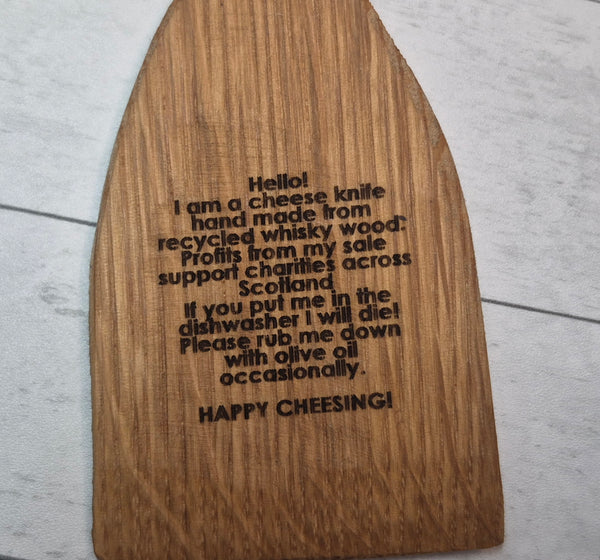 Hello!
I am a cheese knife
hand made from
recycled whisky wood.
Profits from my sale
support charities across
Scotland
If you put me in the
dishwasher I will die!
Please rub me down
with olive oil
occasionally.
HAPPY CHEESING!